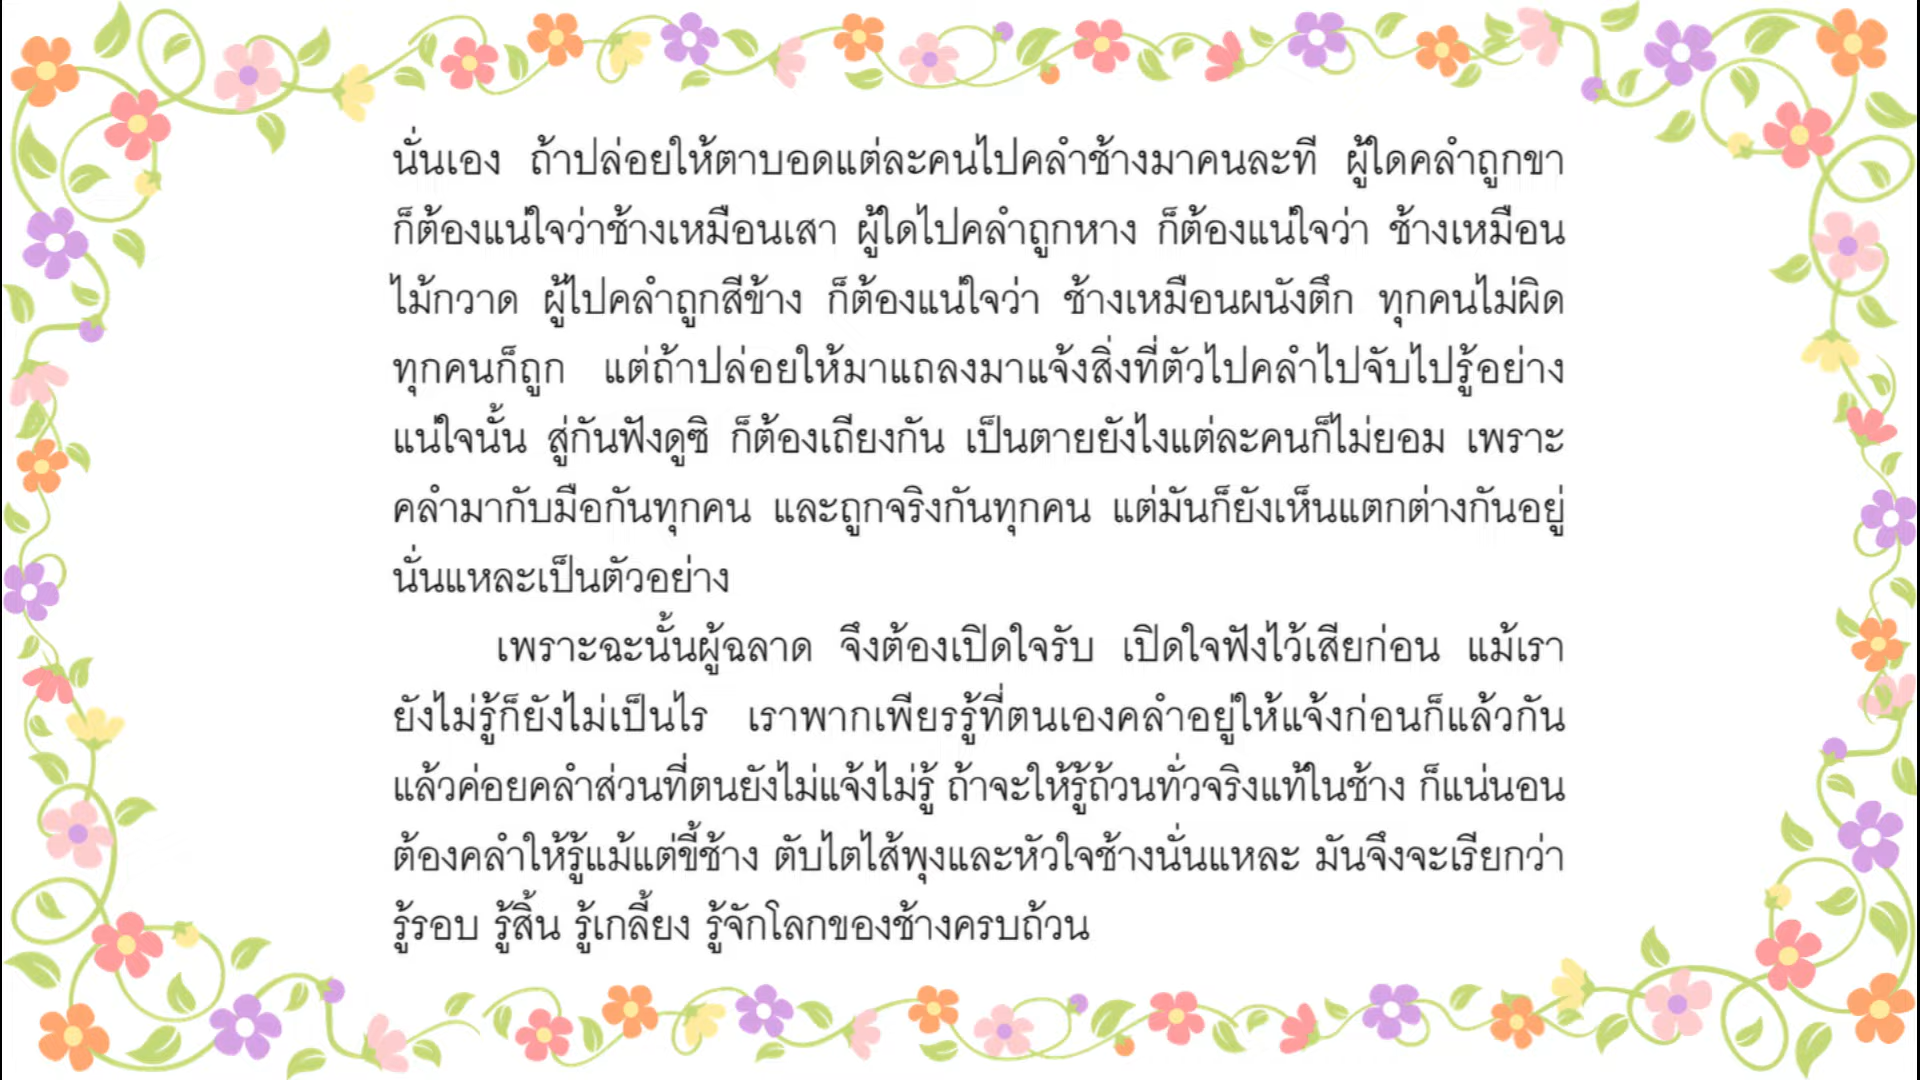 นั่นเอง ถ้าปล่อยให้ตาบอดแต่ละคนไปคลำช้างมาคนละที ผู้ใดคลำถูกขา
ก็ต้องแน่ใจว่าช้างเหมือนเสา ผู้ใดไปคลำถูกหาง ก็ต้องแน่ใจว่า ช้างเหมือน
ไม้กวาด ผู้ไปคลำถูกสีข้าง ก็ต้องแน่ใจว่า ช้างเหมือนผนังตึก ทุกคนไม่ผิด
ทุกคนก็ถูก แต่ถ้าปล่อยให้มาแถลงมาแจ้งสิ่งที่ตัวไปคลำไปจับไปรู้อย่าง
แน่ใจนั้น สู่กันฟังดูซิ ก็ต้องเถียงกัน เป็นตายยังไงแต่ละคนก็ไม่ยอม เพราะ
คลำมากับมือกันทุกคน และถูกจริงกันทุกคน แต่มันก็ยังเห็นแตกต่างกันอยู่
นั่นแหละเป็นตัวอย่าง
เพราะฉะนั้นผู้ฉลาด จึงต้องเปิดใจรับ เปิดใจฟังไว้เสียก่อน แม้เรา
ยังไม่รู้ก็ยังไม่เป็นไร เราพากเพียรรู้ที่ตนเองคลำอยู่ให้แจ้งก่อนก็แล้วกัน
แล้วค่อยคลำส่วนที่ตนยังไม่แจ้งไม่รู้ ถ้าจะให้รู้ถ้วนทั่วจริงแท้ในช้าง ก็แน่นอน
ต้องคลำให้รู้แม้แต่ขี้ช้าง ตับไตไส้พุงและหัวใจช้างนั่นแหละ มันจึงจะเรียกว่า
รู้รอบ รู้สิ้น รู้เกลี้ยง รู้จักโลกของช้างครบถ้วน